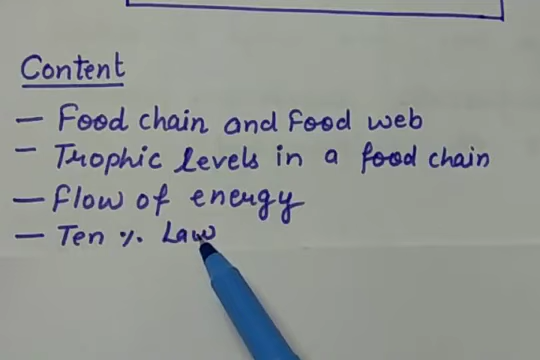 Content
— Food chain and Food web
— Trophic levels in a food chain
— Flow of energy
— Ten % Law